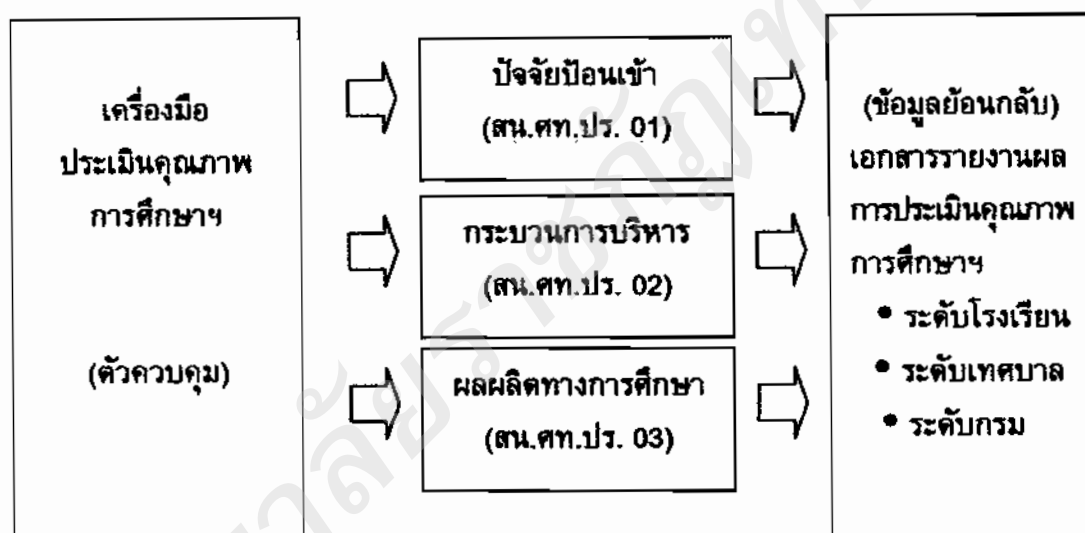 เครื่องมือ
ประเมินคุณภาพ
การศึกษาฯ
(ตัวควบคุม)
ปัจจัยป้อนเข้า
(สน.ศท.ปร. 01)
กระบวนการบริหาร
(สน.ศท.ปร. 02)
ผลผลิตทางการศึกษา
(สน.ศท.ปร. 03)
(ข้อมูลย้อนกลับ)
เอกสารรายงานผล
การประเมินคุณภาพ
การศึกษาฯ
• ระดับโรงเรียน
• ระดับเทศบาล
• ระดับกรม